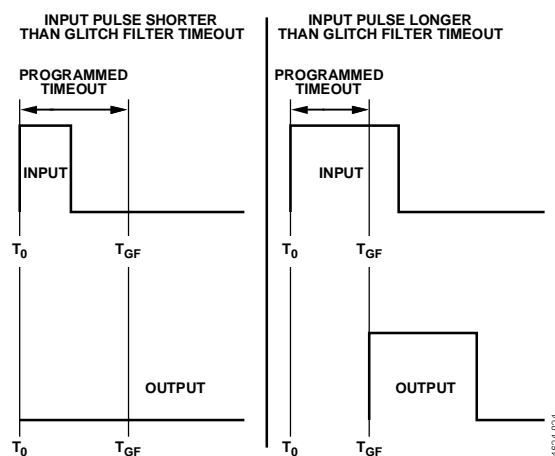 INPUT PULSE SHORTER
THAN GLITCH FILTER TIMEOUT
INPUT PULSE LONGER
THAN GLITCH FILTER TIMEOUT
PROGRAMMED
TIMEOUT
PROGRAMMED
TIMEOUT
INPUT
INPUT
T0
TGF
T0
TGF
OUTPUT
OUTPUT
T0
TGF
T0
TGF